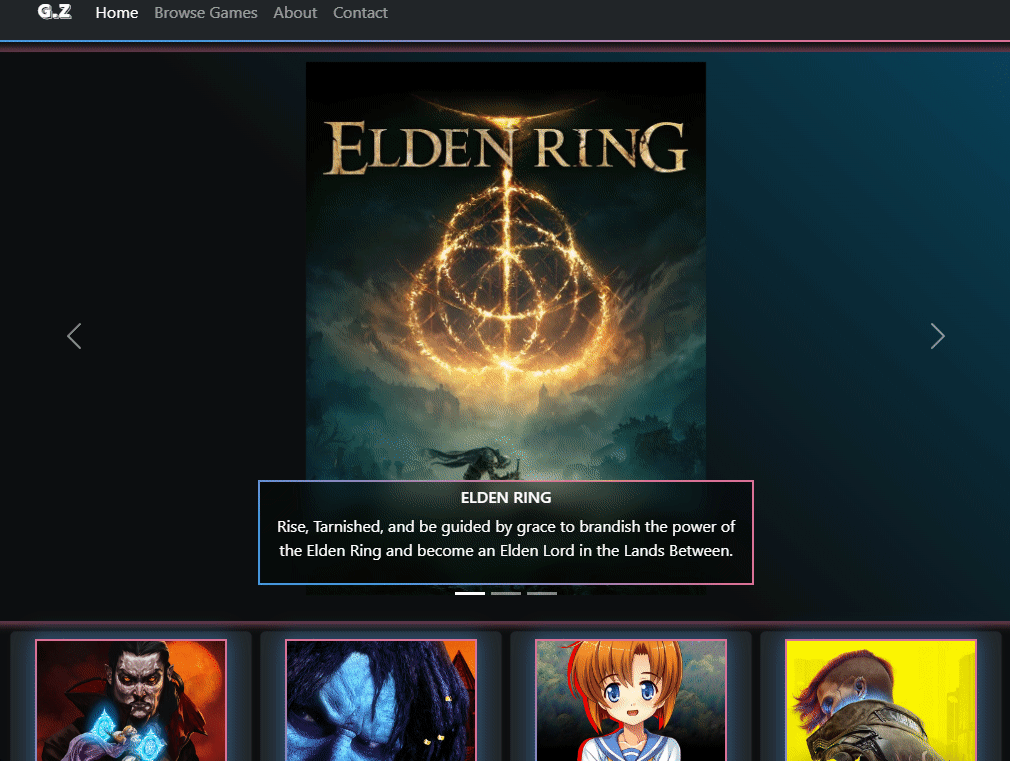 G.Z Home Browse Games About Contact
ELDEN RING
ELDEN RING
Rise, Tarnished, and be guided by grace to brandish the power of
the Elden Ring and become an Elden Lord in the Lands Between.